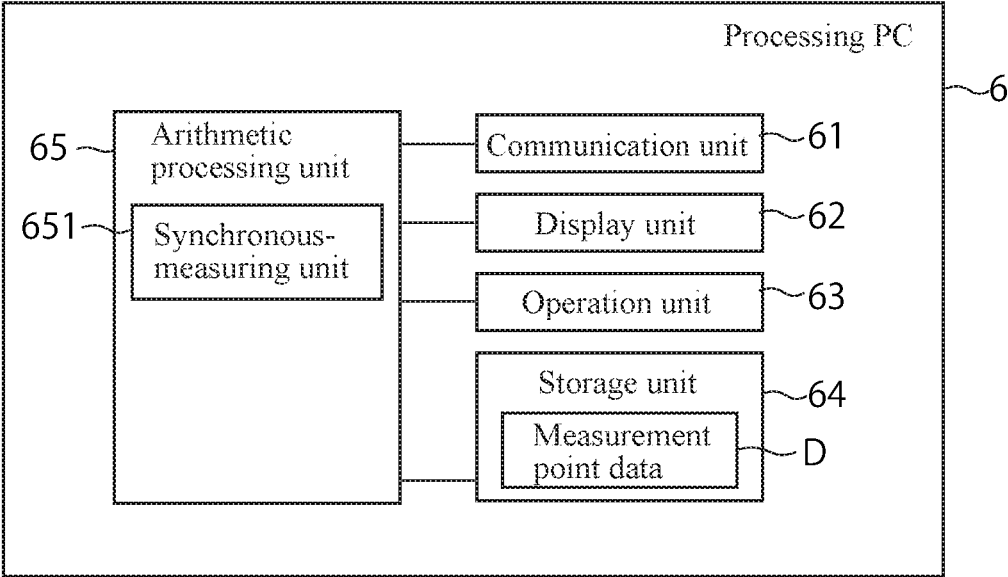 Processing PC
6
65
Arithmetic
processing unit
651
Synchronous-
measuring unit
Communication unit
61
Display unit
62
Operation unit
63
Storage unit
64
Measurement
point data
D